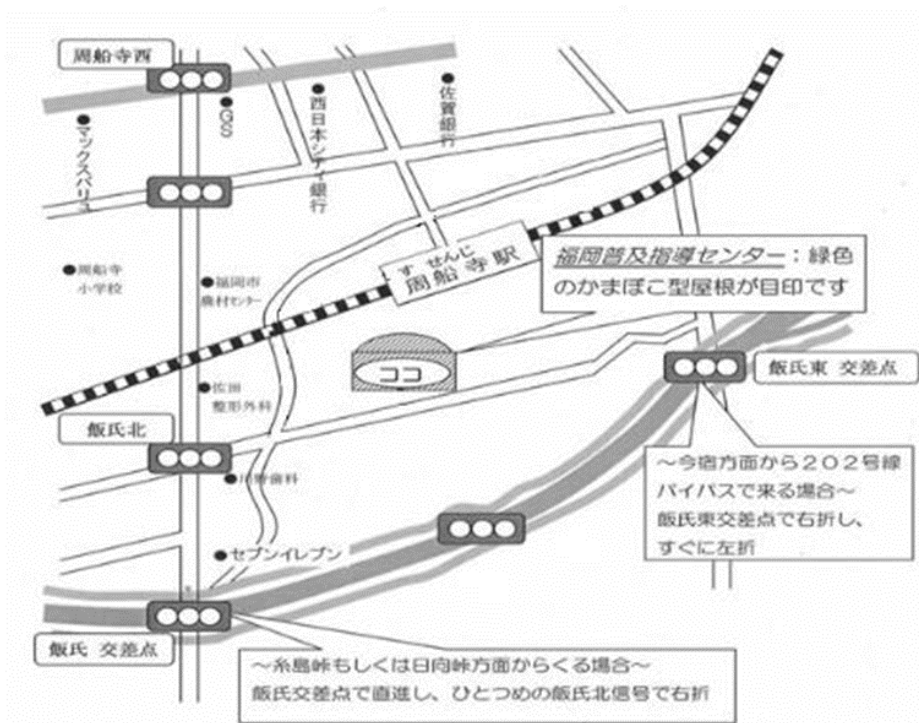 周船寺西
GS
マックスバリュ
西日本シティ銀行
佐賀銀行
周船寺
小学校
福岡市
農村センター
すせんじ
周船寺駅
福岡普及指導センター：緑色
のかまぼこ型屋根が目印です
ココ
佐田
整形外科
飯氏東 交差点
飯氏北
～今宿方面から２０２号線
バイパスで来る場合～
飯氏東交差点で右折し、
すぐに左折
川野歯科
セブンイレブン
飯氏 交差点
～糸島峠もしくは日向峠方面からくる場合～
飯氏交差点で直進し、ひとつめの飯氏北信号で右折